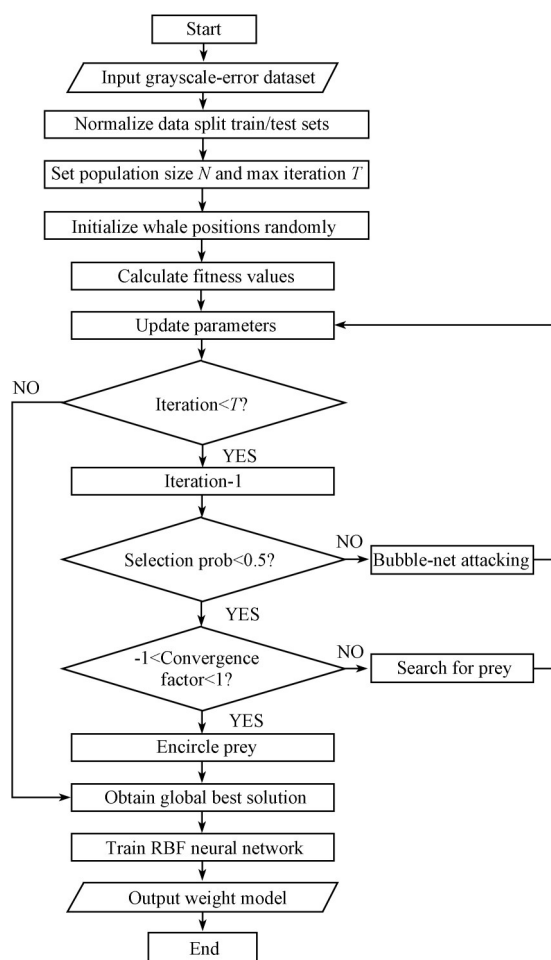 Start
Input grayscale-error dataset
Normalize data split train/test sets
Set population size N and max iteration T
Initialize whale positions randomly
Calculate fitness values
Update parameters
NO
Iteration<T?
YES
Iteration-1
Selection prob<0.5?
NO
Bubble-net attacking
YES
-1<Convergence
factor<1?
NO
Search for prey
YES
Encircle prey
Obtain global best solution
Train RBF neural network
Output weight model
End